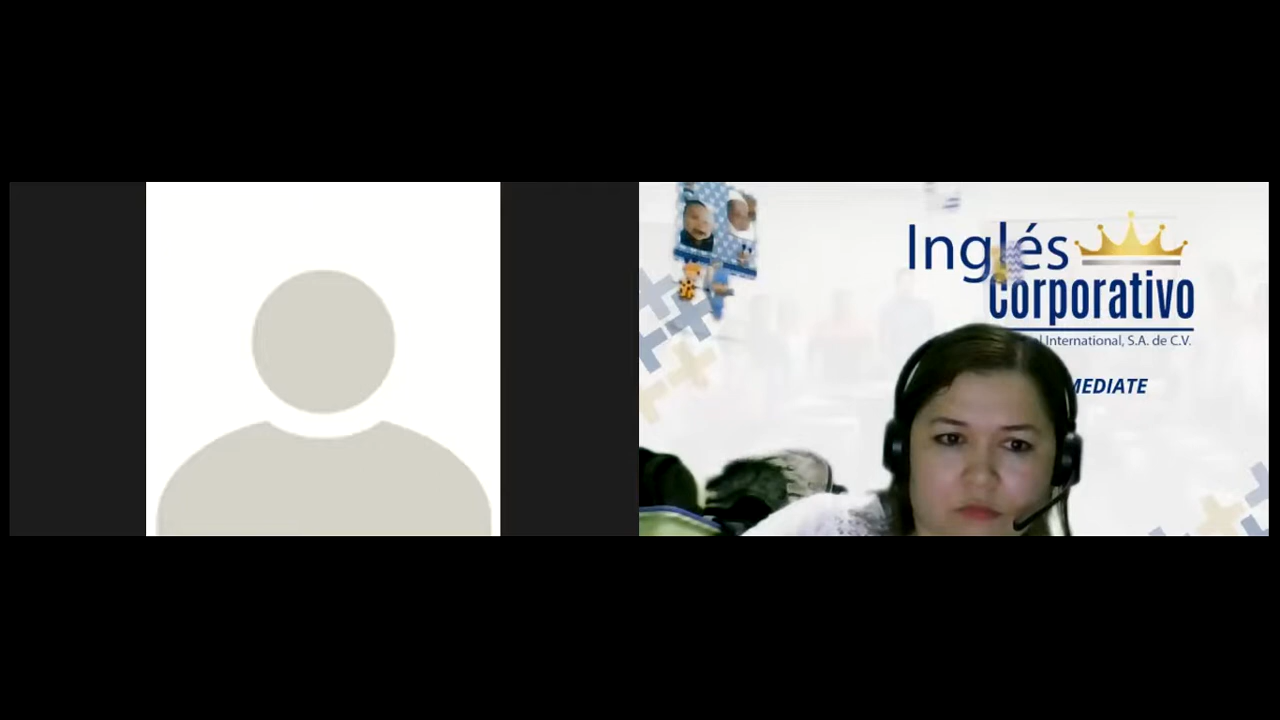 Inglés
corporativo
International, S.A. de C.V.
MEDIATE